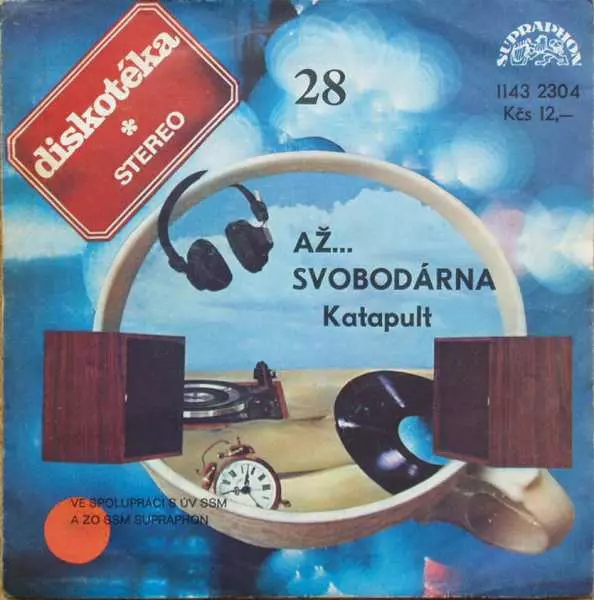 diskotéka
*
STEREO
28
SUPRAPHON
1143 2304
Kčs 12,—
AŽ...
SVOBODÁRNA
Katapult
VE SPOLUPRÁCI S ÚV SSM
A ZO SSM SUPRAPHON